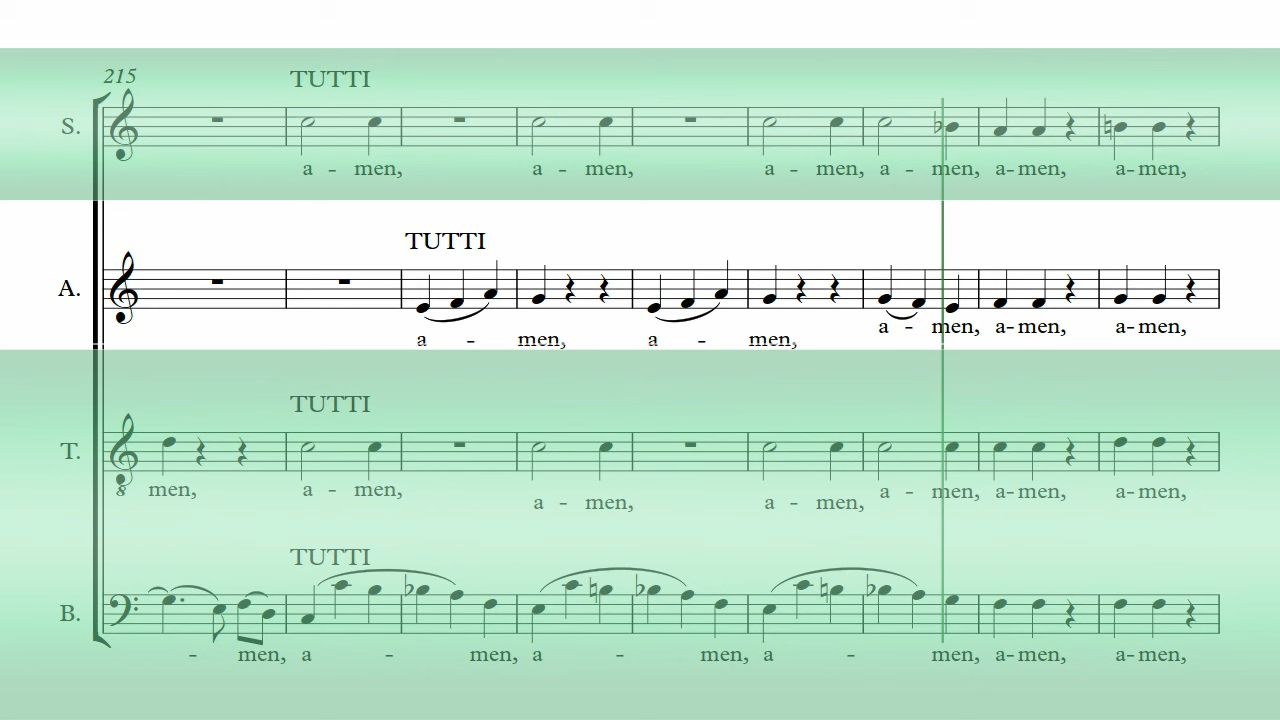 215 TUTTI
S.
a - men, a - men, a - men, a - men, a-men, a-men,
TUTTI
A.
a - men, a-men, a-men,
a - men, a - men,
TUTTI
T.
8 men, a - men, a - men, a-men, a-men,
a - men, a - men,
TUTTI
B.
- men, a - men, a - men, a - men, a-men, a-men,